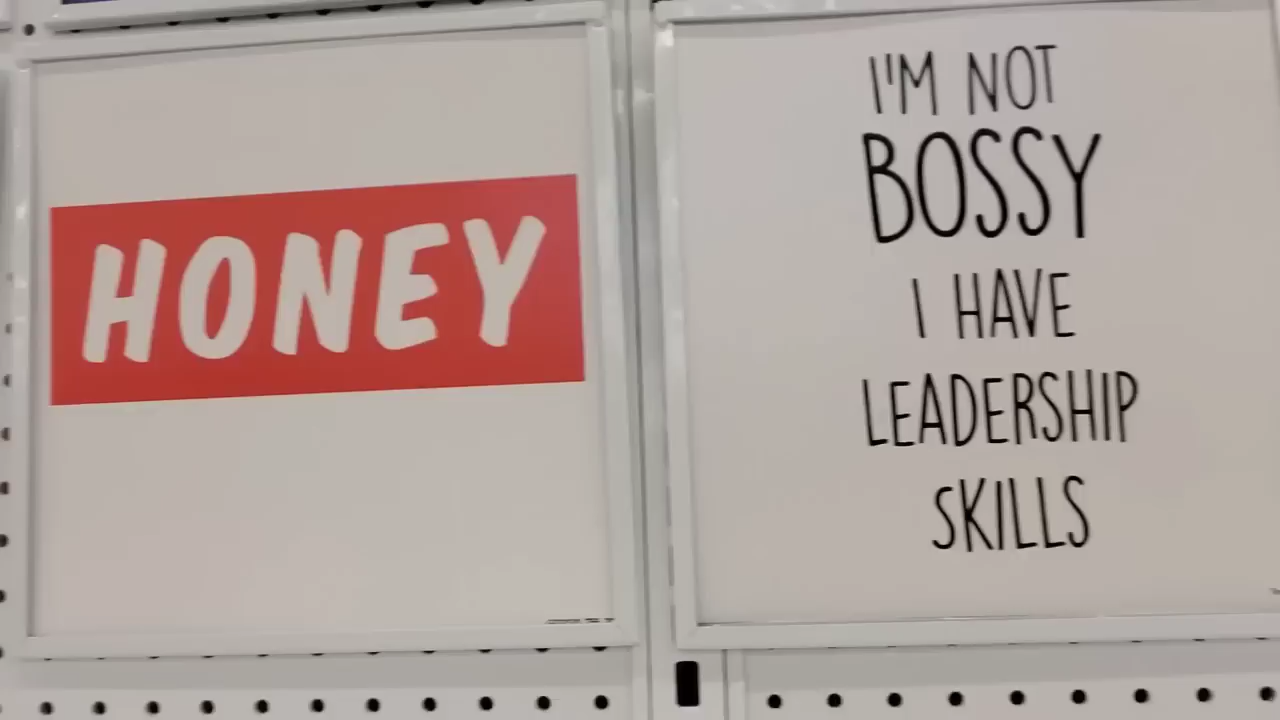 HONEY
I'M NOT
BOSSY
I HAVE
LEADERSHIP
SKILLS